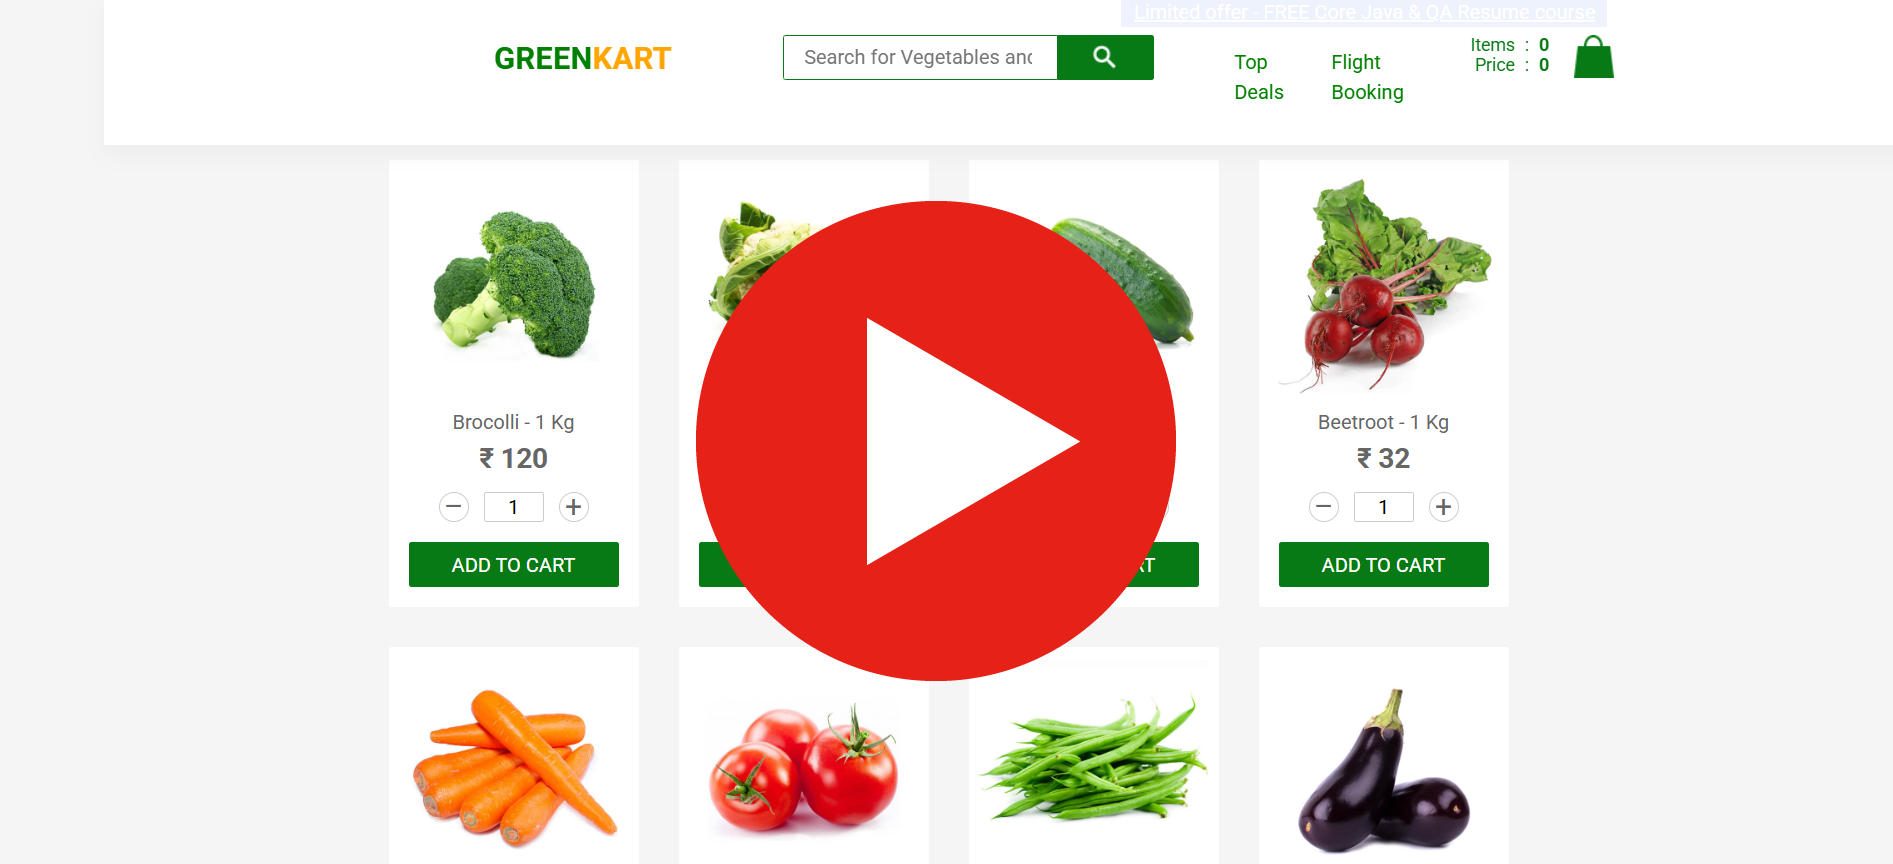 Limited offer - FREE Core Java & QA Resume course
GREENKART
Search for Vegetables and
Top Deals
Flight Booking
Items : 0
Price : 0
Brocolli - 1 Kg
₹ 120
− 1 +
ADD TO CART
Beetroot - 1 Kg
₹ 32
− 1 +
ADD TO CART